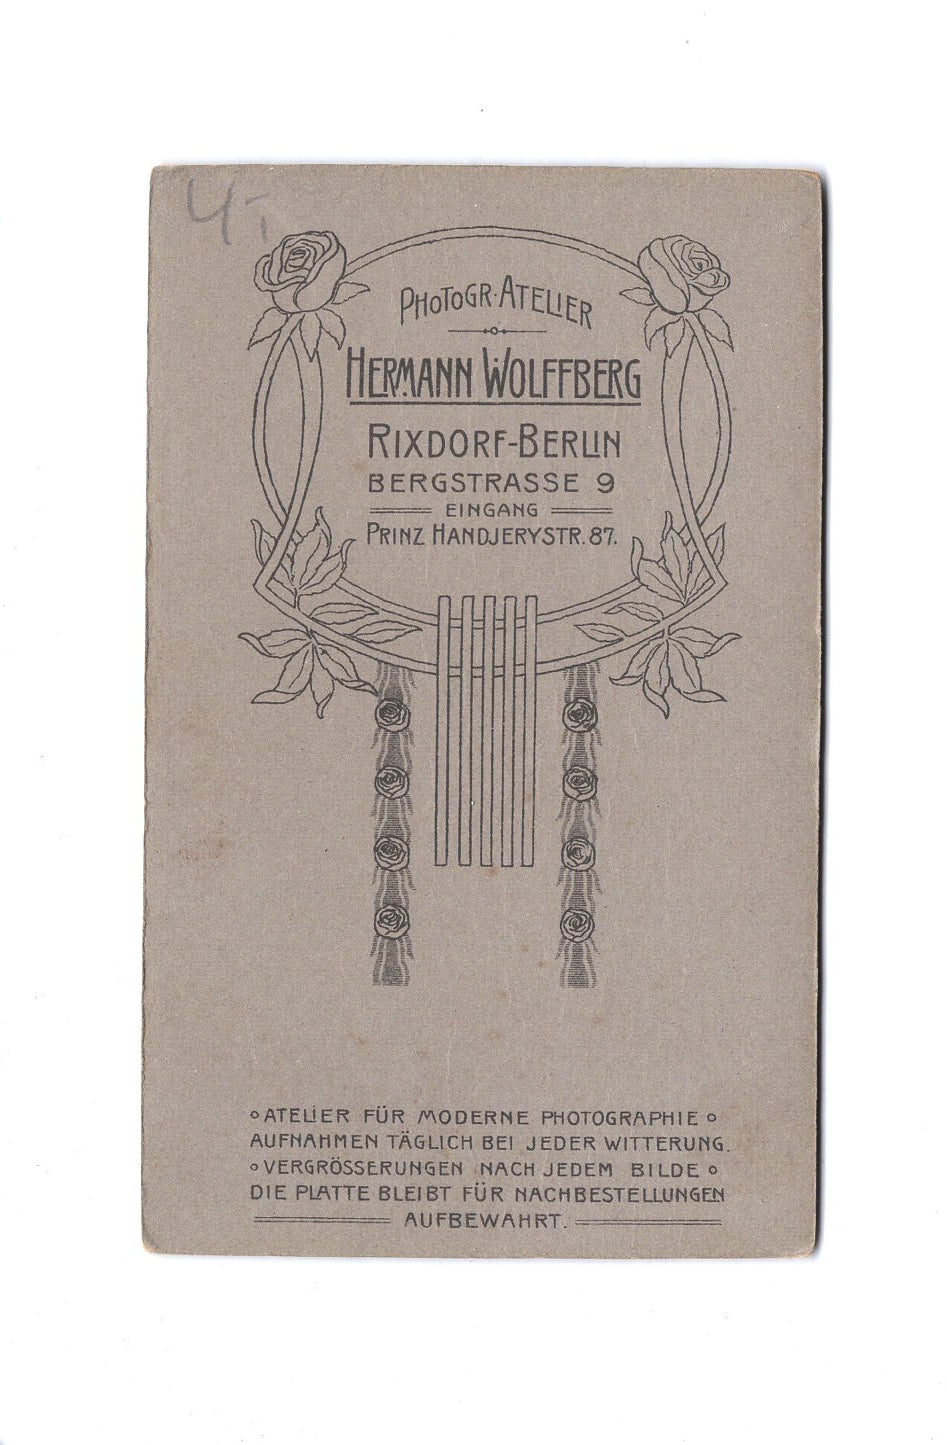 4,-
PHOTOGR.ATELIER
HERMANN WOLFFBERG
RIXDORF-BERLIN
BERGSTRASSE 9
EINGANG
PRINZ HANDJERYSTR. 87.
ATELIER FÜR MODERNE PHOTOGRAPHIE
AUFNAHMEN TÄGLICH BEI JEDER WITTERUNG.
VERGRÖSSERUNGEN NACH JEDEM BILDE
DIE PLATTE BLEIBT FÜR NACHBESTELLUNGEN
AUFBEWAHRT.